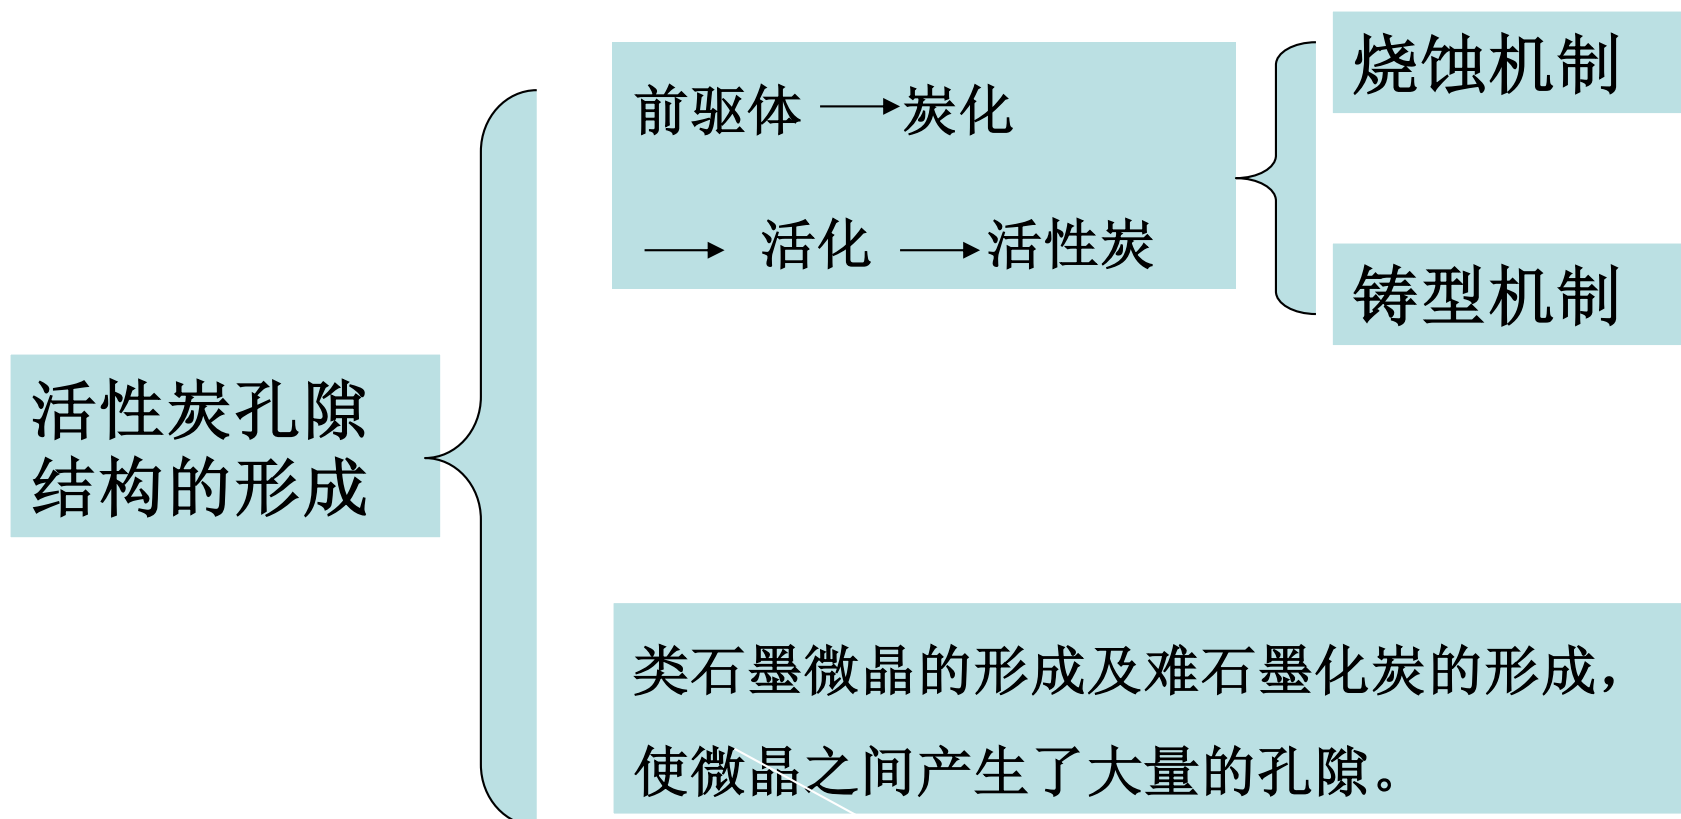 活性炭孔隙
结构的形成
前驱体 → 炭化
→ 活化 → 活性炭
烧蚀机制
铸型机制
类石墨微晶的形成及难石墨化炭的形成，
使微晶之间产生了大量的孔隙。